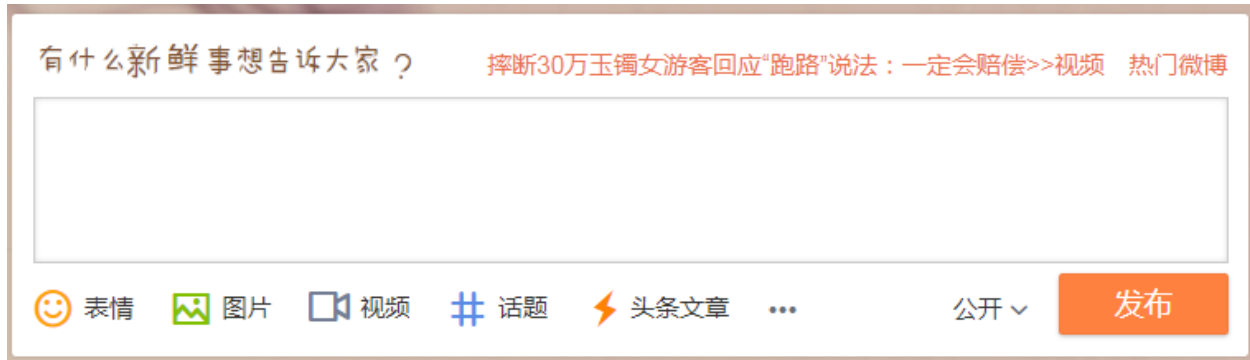 有什么新鲜事想告诉大家？ 摔断30万玉镯女游客回应“跑路”说法：一定会赔偿>>视频 热门微博
表情 图片 视频 话题 头条文章 ••• 公开 发布